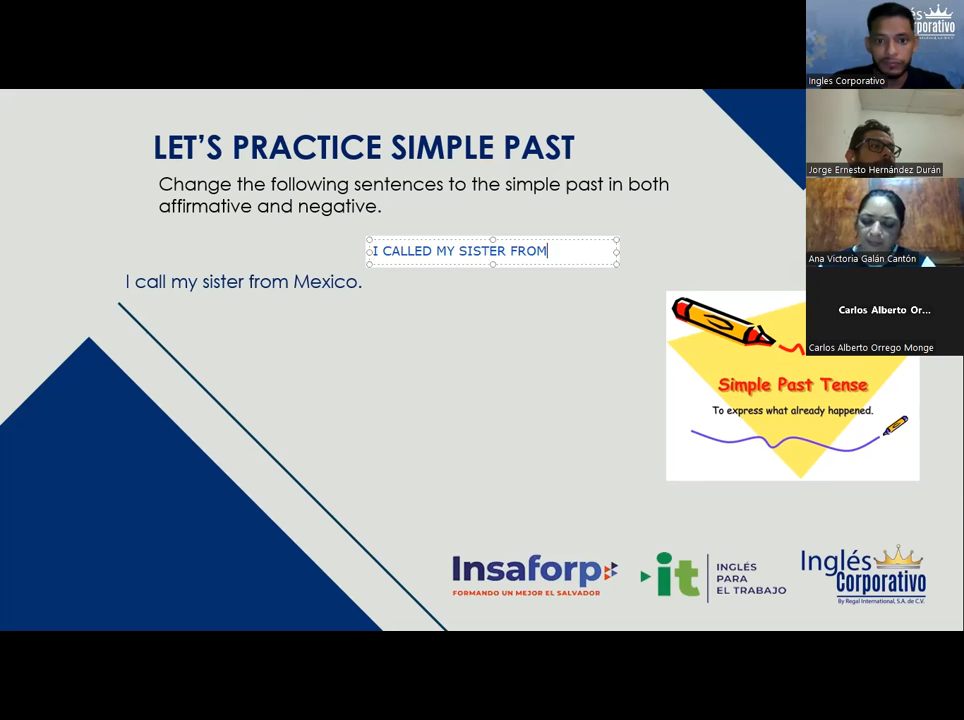 és
porativo
Ingles Corporativo
LET'S PRACTICE SIMPLE PAST
Change the following sentences to the simple past in both
affirmative and negative.
Jorge Ernesto Hernández Durán
I CALLED MY SISTER FROM
Ana Victoria Galán Cantón
I call my sister from Mexico.
Carlos Alberto Or...
Carlos Alberto Orrego Monge
Simple Past Tense
To express what already happened.
Insaforp
FORMANDO UN MEJOR EL SALVADOR
it
INGLÉS
PARA
EL TRABAJO
Inglés
Corporativo
By Regal International, S.A. de C.V.